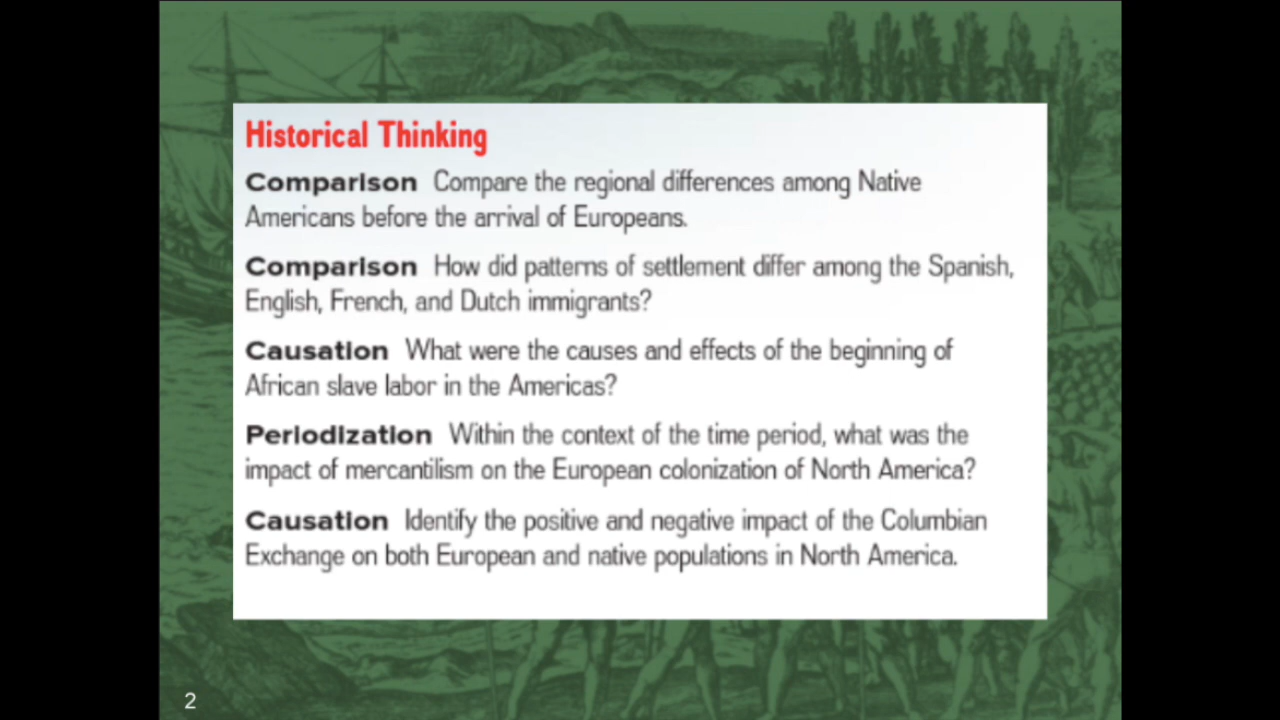 Historical Thinking
Comparison Compare the regional differences among Native
Americans before the arrival of Europeans.
Comparison How did patterns of settlement differ among the Spanish,
English, French, and Dutch immigrants?
Causation What were the causes and effects of the beginning of
African slave labor in the Americas?
Periodization Within the context of the time period, what was the
impact of mercantilism on the European colonization of North America?
Causation Identify the positive and negative impact of the Columbian
Exchange on both European and native populations in North America.
2